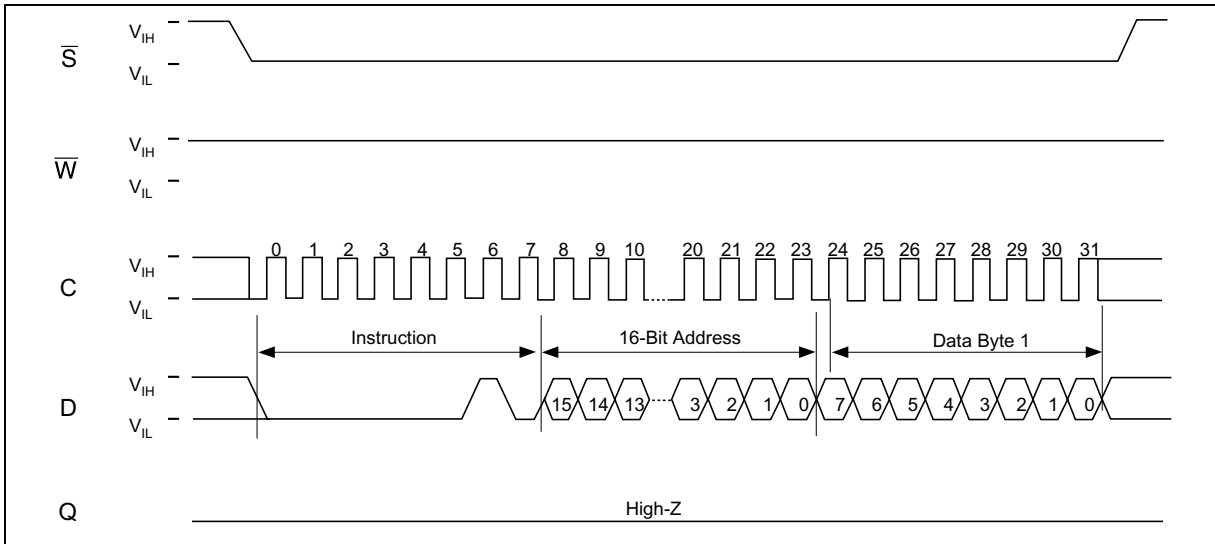 S̅
V_IH
V_IL
W̅
V_IH
V_IL
C
V_IH
V_IL
0 1 2 3 4 5 6 7 8 9 10 20 21 22 23 24 25 26 27 28 29 30 31
Instruction 16-Bit Address Data Byte 1
D
V_IH
V_IL
15 14 13 3 2 1 0 7 6 5 4 3 2 1 0
Q
High-Z